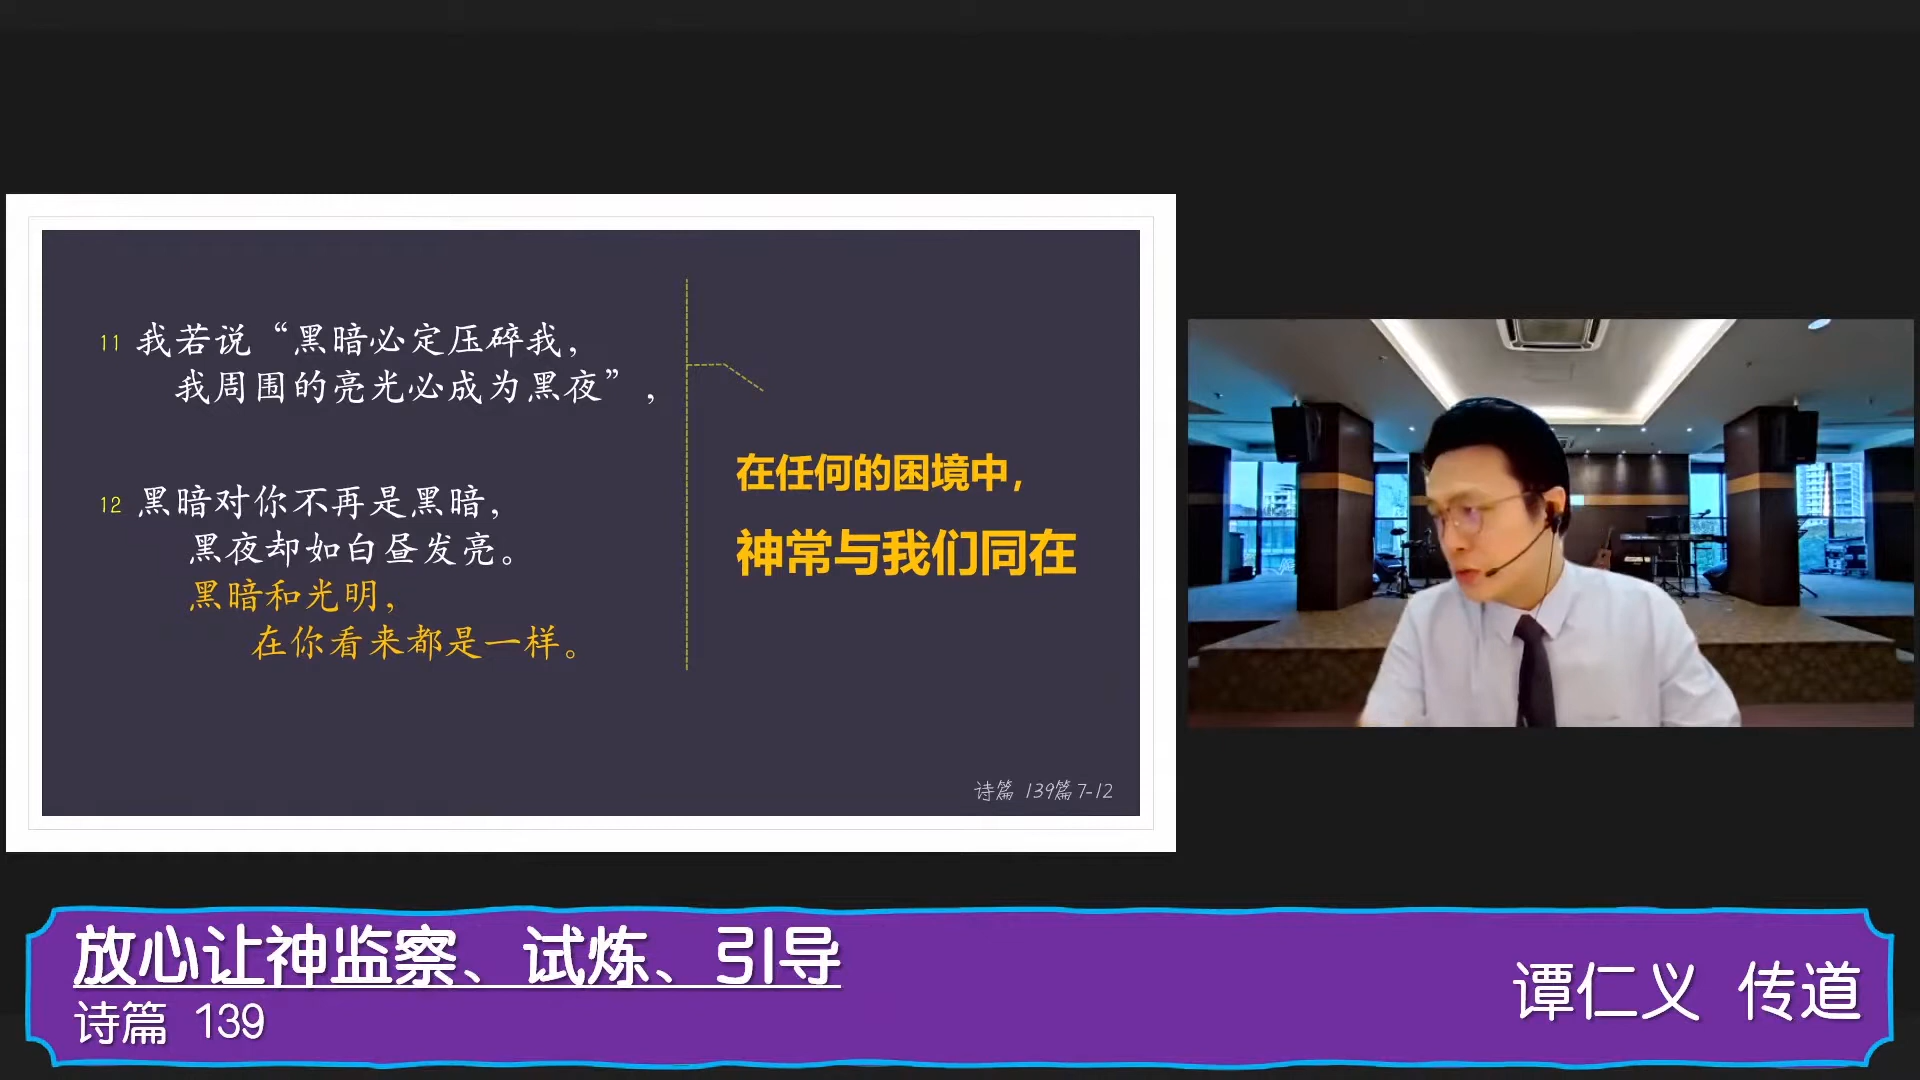 11 我若说“黑暗必定压碎我，
我周围的亮光必成为黑夜”，
12 黑暗对你不再是黑暗，
黑夜却如白昼发亮。
黑暗和光明，
在你看来都是一样。
在任何的困境中，
神常与我们同在
诗篇 139篇 7-12
放心让神监察、试炼、引导
诗篇 139
谭仁义 传道